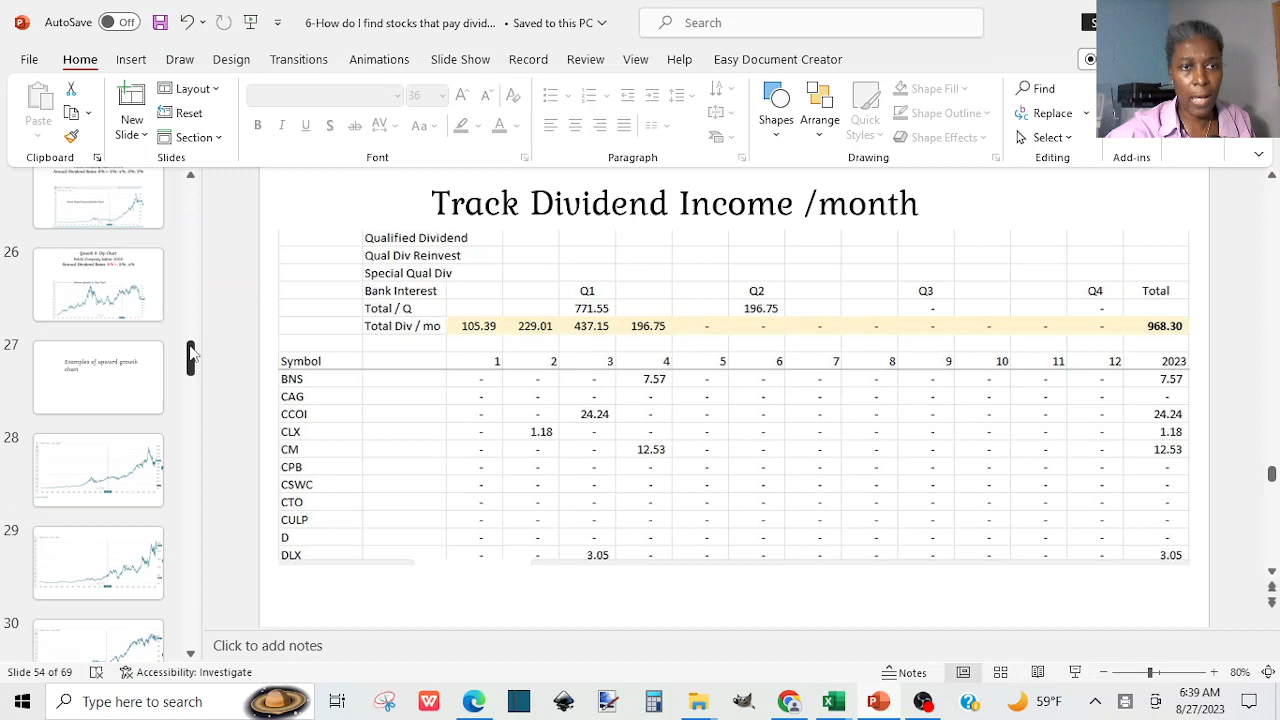 AutoSave Off 6-How do I find stocks that pay divid... • Saved to this PC Search
File Home Insert Draw Design Transitions Animations Slide Show Record Review View Help Easy Document Creator
Paste
New
Slide
Layout
Reset
Section
36
Shapes
Arrange
Quick
Styles
Shape Fill
Shape Outline
Shape Effects
Find
Replace
Select
Clipboard Slides Font Paragraph Drawing Editing Add-ins
26
27
Examples of upward growth
chart
28
29
30
Track Dividend Income /month
Qualified Dividend
Qual Div Reinvest
Special Qual Div
Bank Interest Q1 Q2 Q3 Q4 Total
Total / Q 771.55 196.75 - -
Total Div / mo 105.39 229.01 437.15 196.75 - - - - - - - - 968.30
Symbol 1 2 3 4 5 6 7 8 9 10 11 12 2023
BNS - - - 7.57 - - - - - - - - 7.57
CAG - - - - - - - - - - - - -
CCOI - - 24.24 - - - - - - - - - 24.24
CLX - 1.18 - - - - - - - - - - 1.18
CM - - - 12.53 - - - - - - - - 12.53
CPB - - - - - - - - - - - - -
CSWC - - - - - - - - - - - - -
CTO - - - - - - - - - - - - -
CULP - - - - - - - - - - - - -
D - - - - - - - - - - - - -
DLX - - 3.05 - - - - - - - - - 3.05
Click to add notes
Slide 54 of 69 Accessibility: Investigate Notes 80%
Type here to search 59°F 6:39 AM
8/27/2023